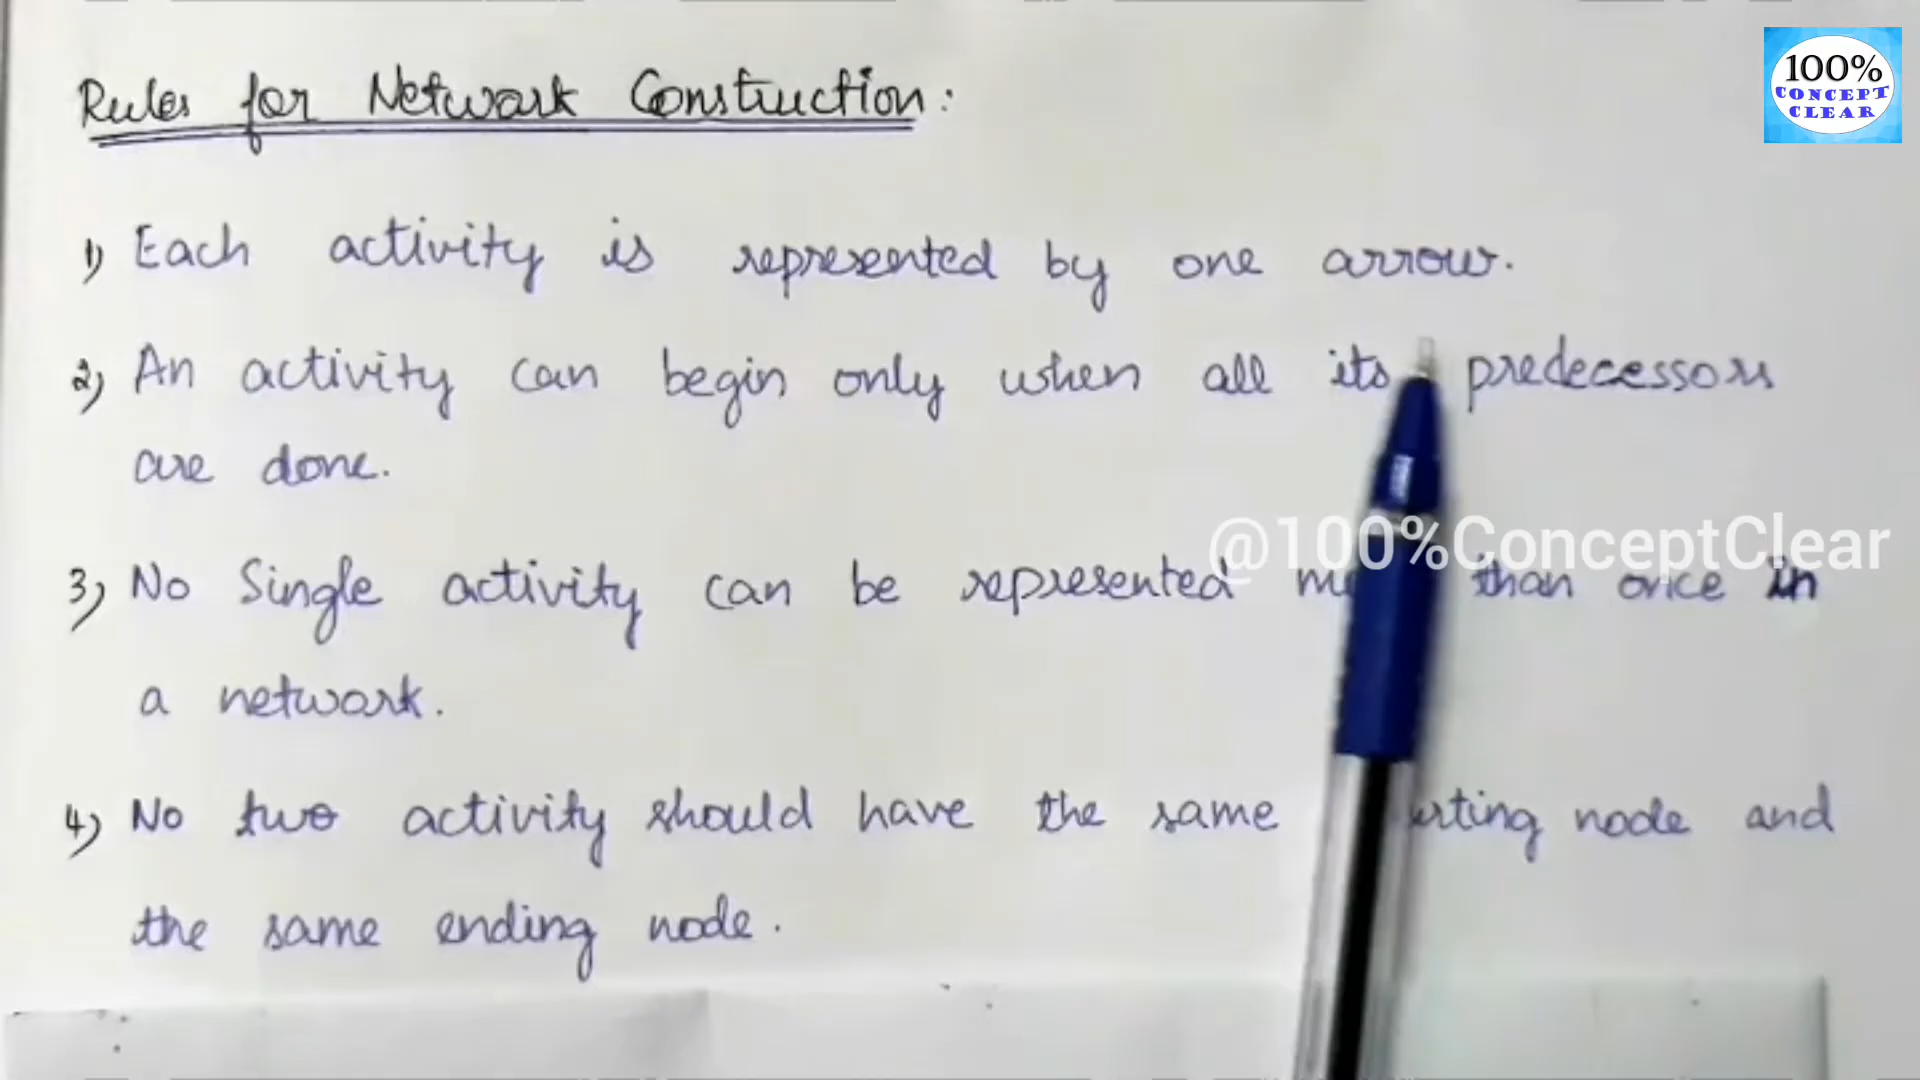 Rules for Network Construction:
100%
CONCEPT
CLEAR
1) Each activity is represented by one arrow.
2) An activity can begin only when all its predecessors
are done.
@100%ConceptClear
3) No Single activity can be represented than once in
a network.
4) No two activity should have the same node and
the same ending node.